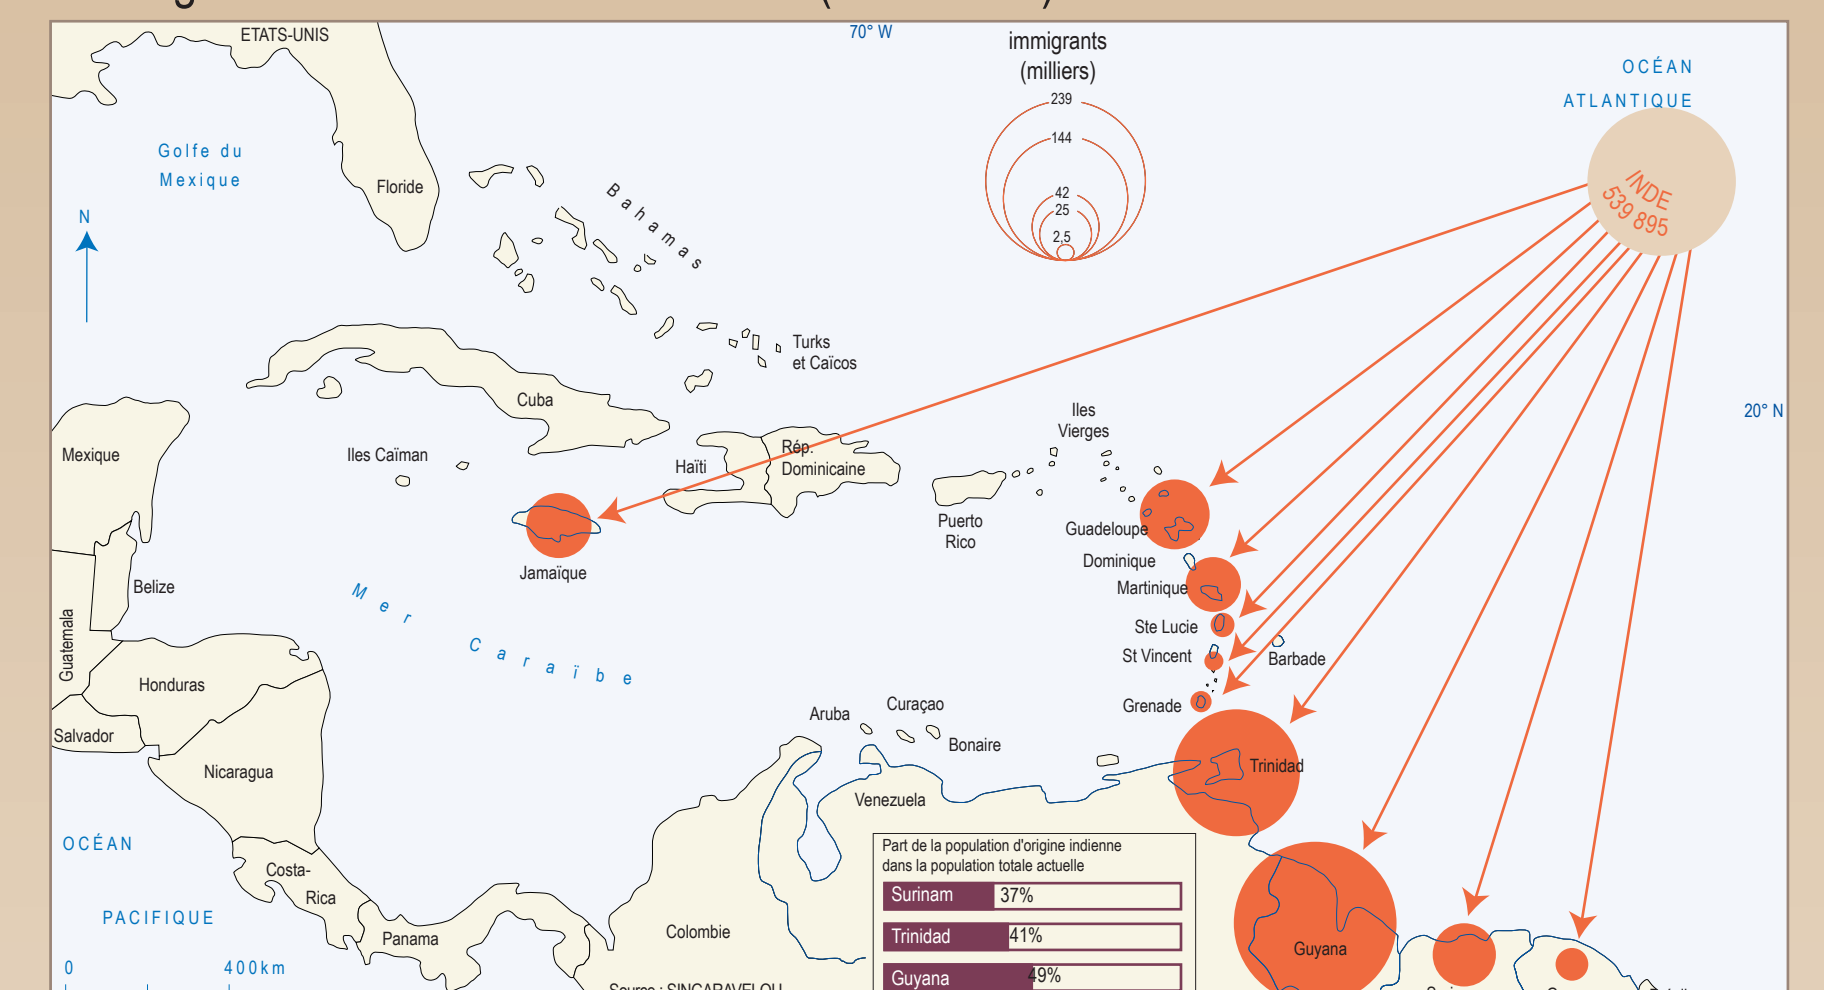 ETATS-UNIS
70° W
immigrants
(milliers)
239
144
42
25
2,5
OCÉAN
ATLANTIQUE
INDE
539 895
Golfe du
Mexique
Floride
N
Bahamas
Turks
et Caïcos
Cuba
20° N
Iles
Vierges
Mexique
Iles Caïman
Haïti
Rép.
Dominicaine
Puerto
Rico
Guadeloupe
Jamaïque
Dominique
Martinique
Belize
Mer Caraïbe
Ste Lucie
St Vincent
Barbade
Guatemala
Honduras
Grenade
Aruba
Curaçao
Bonaire
Salvador
Nicaragua
Trinidad
Venezuela
OCÉAN
PACIFIQUE
Part de la population d'origine indienne
dans la population totale actuelle
Surinam 37%
Trinidad 41%
Guyana 49%
Costa-
Rica
Panama
Colombie
Guyana
0 400km
Source : SINGARAVELOU